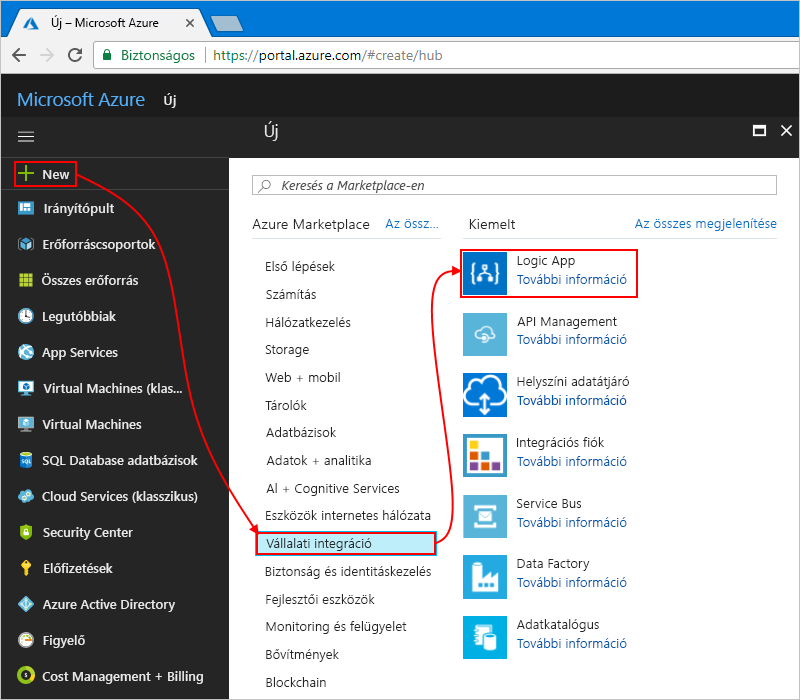 Új – Microsoft Azure
Biztonságos
https://portal.azure.com/#create/hub
Microsoft Azure
Új
Új
New
Irányítópult
Erőforráscsoportok
Összes erőforrás
Legutóbbiak
App Services
Virtual Machines (klas...
Virtual Machines
SQL Database adatbázisok
Cloud Services (klasszikus)
Security Center
Előfizetések
Azure Active Directory
Figyelő
Cost Management + Billing
Keresés a Marketplace-en
Azure Marketplace
Az össz...
Első lépések
Számítás
Hálózatkezelés
Storage
Web + mobil
Tárolók
Adatbázisok
Adatok + analitika
AI + Cognitive Services
Eszközök internetes hálózata
Vállalati integráció
Biztonság és identitáskezelés
Fejlesztői eszközök
Monitoring és felügyelet
Bővítmények
Blockchain
Kiemelt
Az összes megjelenítése
Logic App
További információ
API Management
További információ
Helyszíni adatátjáró
További információ
Integrációs fiók
További információ
Service Bus
További információ
Data Factory
További információ
Adatkatalógus
További információ